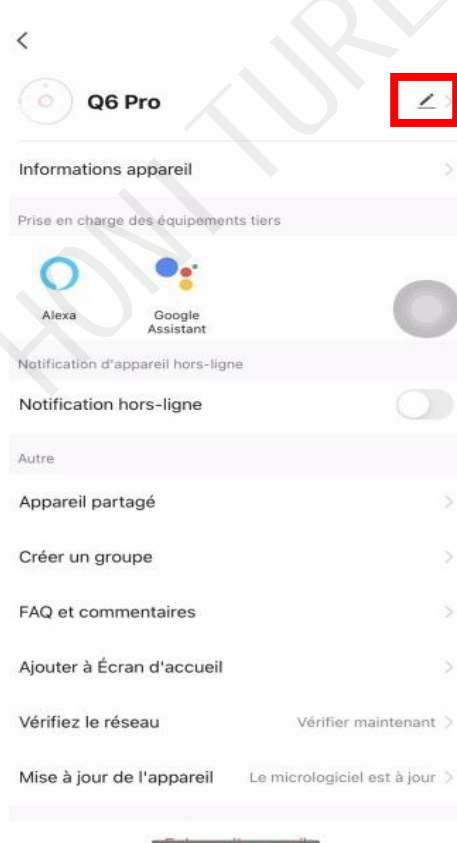 Q6 Pro
Informations appareil
Prise en charge des équipements tiers
Alexa
Google
Assistant
Notification d'appareil hors-ligne
Notification hors-ligne
Autre
Appareil partagé
Créer un groupe
FAQ et commentaires
Ajouter à Écran d'accueil
Vérifiez le réseau Vérifier maintenant
Mise à jour de l'appareil Le micrologiciel est à jour